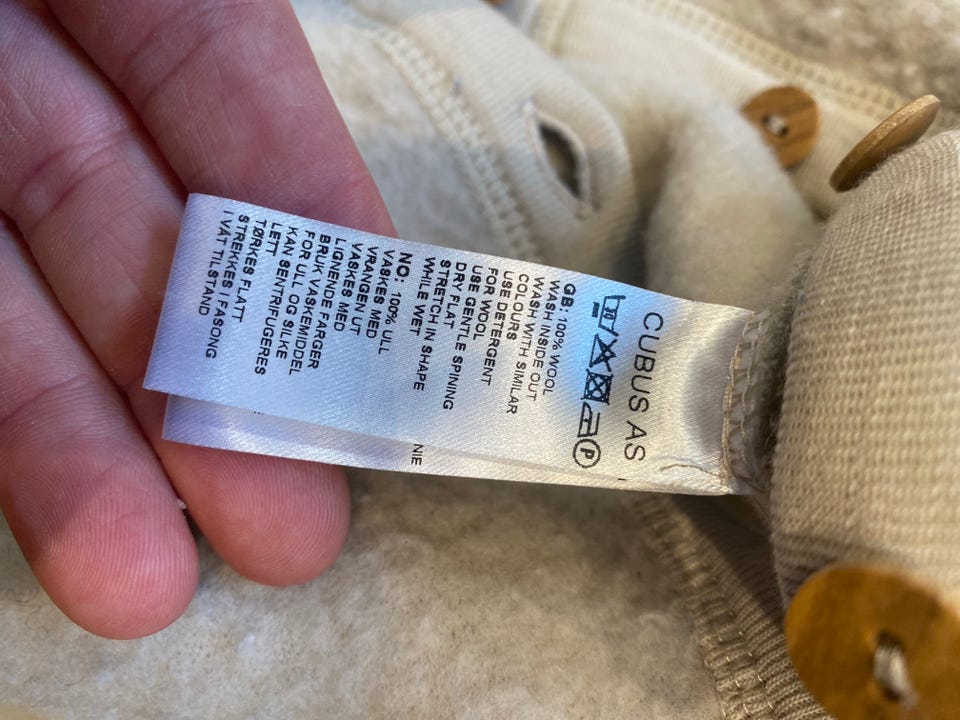 CUBUS AS
P
GB: 100% WOOL
WASH INSIDE OUT
WASH WITH SIMILAR
COLOURS
USE DETERGENT
FOR WOOL
USE GENTLE
DRY FLAT SPINING
STRETCH IN SHAPE
WHILE WET
NO: 100% ULL
VASKES MED
VRANGEN UT
VASKES MED
LIGNENDE FARGER
BRUK VASKEMIDDEL
FOR ULL OG SILKE
KAN SENTRIFUGERES
LETT
TØRKES FLATT
STREKKES I FASONG
I VÅT TILSTAND
NIE